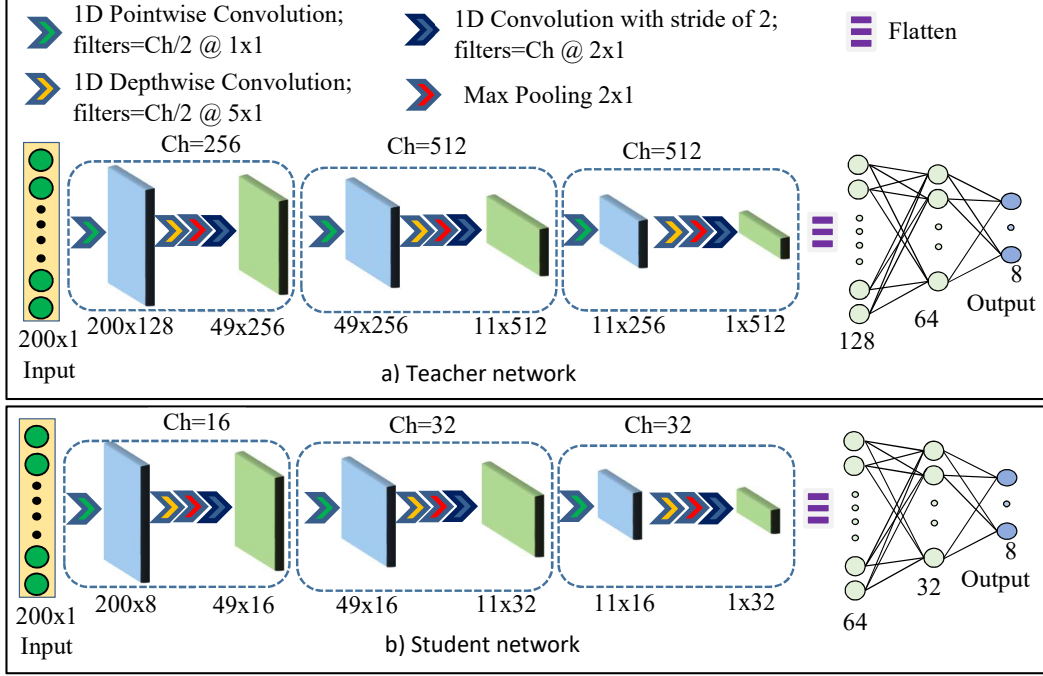 1D Pointwise Convolution;
filters=Ch/2 @ 1x1
1D Depthwise Convolution;
filters=Ch/2 @ 5x1
1D Convolution with stride of 2;
filters=Ch @ 2x1
Max Pooling 2x1
Flatten
Ch=256
Ch=512
Ch=512
200x1
Input
200x128
49x256
49x256
11x512
11x256
1x512
128
64
8
Output
a) Teacher network
Ch=16
Ch=32
Ch=32
200x1
Input
200x8
49x16
49x16
11x32
11x16
1x32
64
32
8
Output
b) Student network